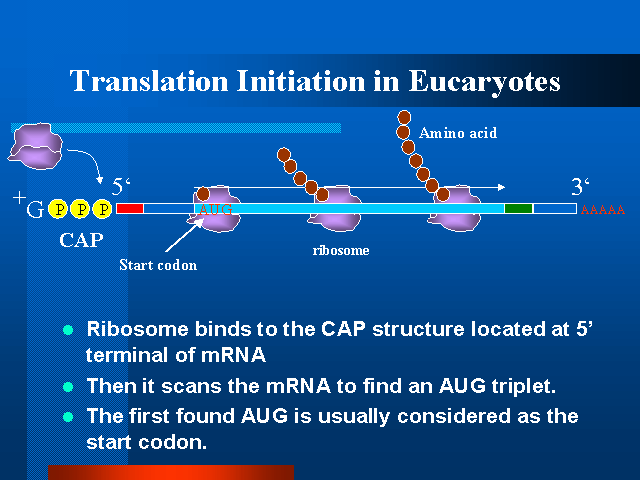 Translation Initiation in Eucaryotes
Amino acid
5‘
3‘
+
G P P P
AUG
AAAAA
CAP
Start codon
ribosome
Ribosome binds to the CAP structure located at 5’
terminal of mRNA
Then it scans the mRNA to find an AUG triplet.
The first found AUG is usually considered as the
start codon.